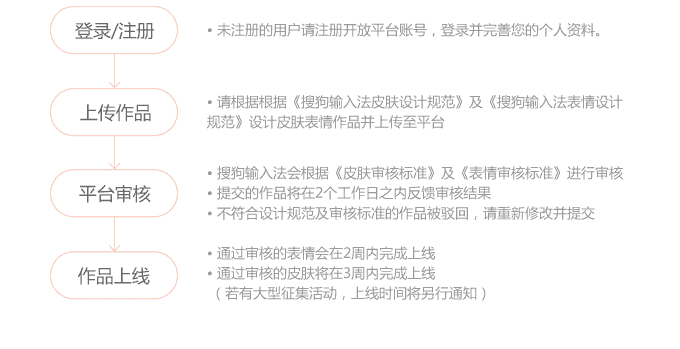 登录/注册
• 未注册的用户请注册开放平台账号，登录并完善您的个人资料。
上传作品
• 请根据根据《搜狗输入法皮肤设计规范》及《搜狗输入法表情设计
规范》设计皮肤表情作品并上传至平台
平台审核
• 搜狗输入法会根据《皮肤审核标准》及《表情审核标准》进行审核
• 提交的作品将在2个工作日之内反馈审核结果
• 不符合设计规范及审核标准的作品被驳回，请重新修改并提交
作品上线
• 通过审核的表情会在2周内完成上线
• 通过审核的皮肤将在3周内完成上线
（若有大型征集活动，上线时间将另行通知）